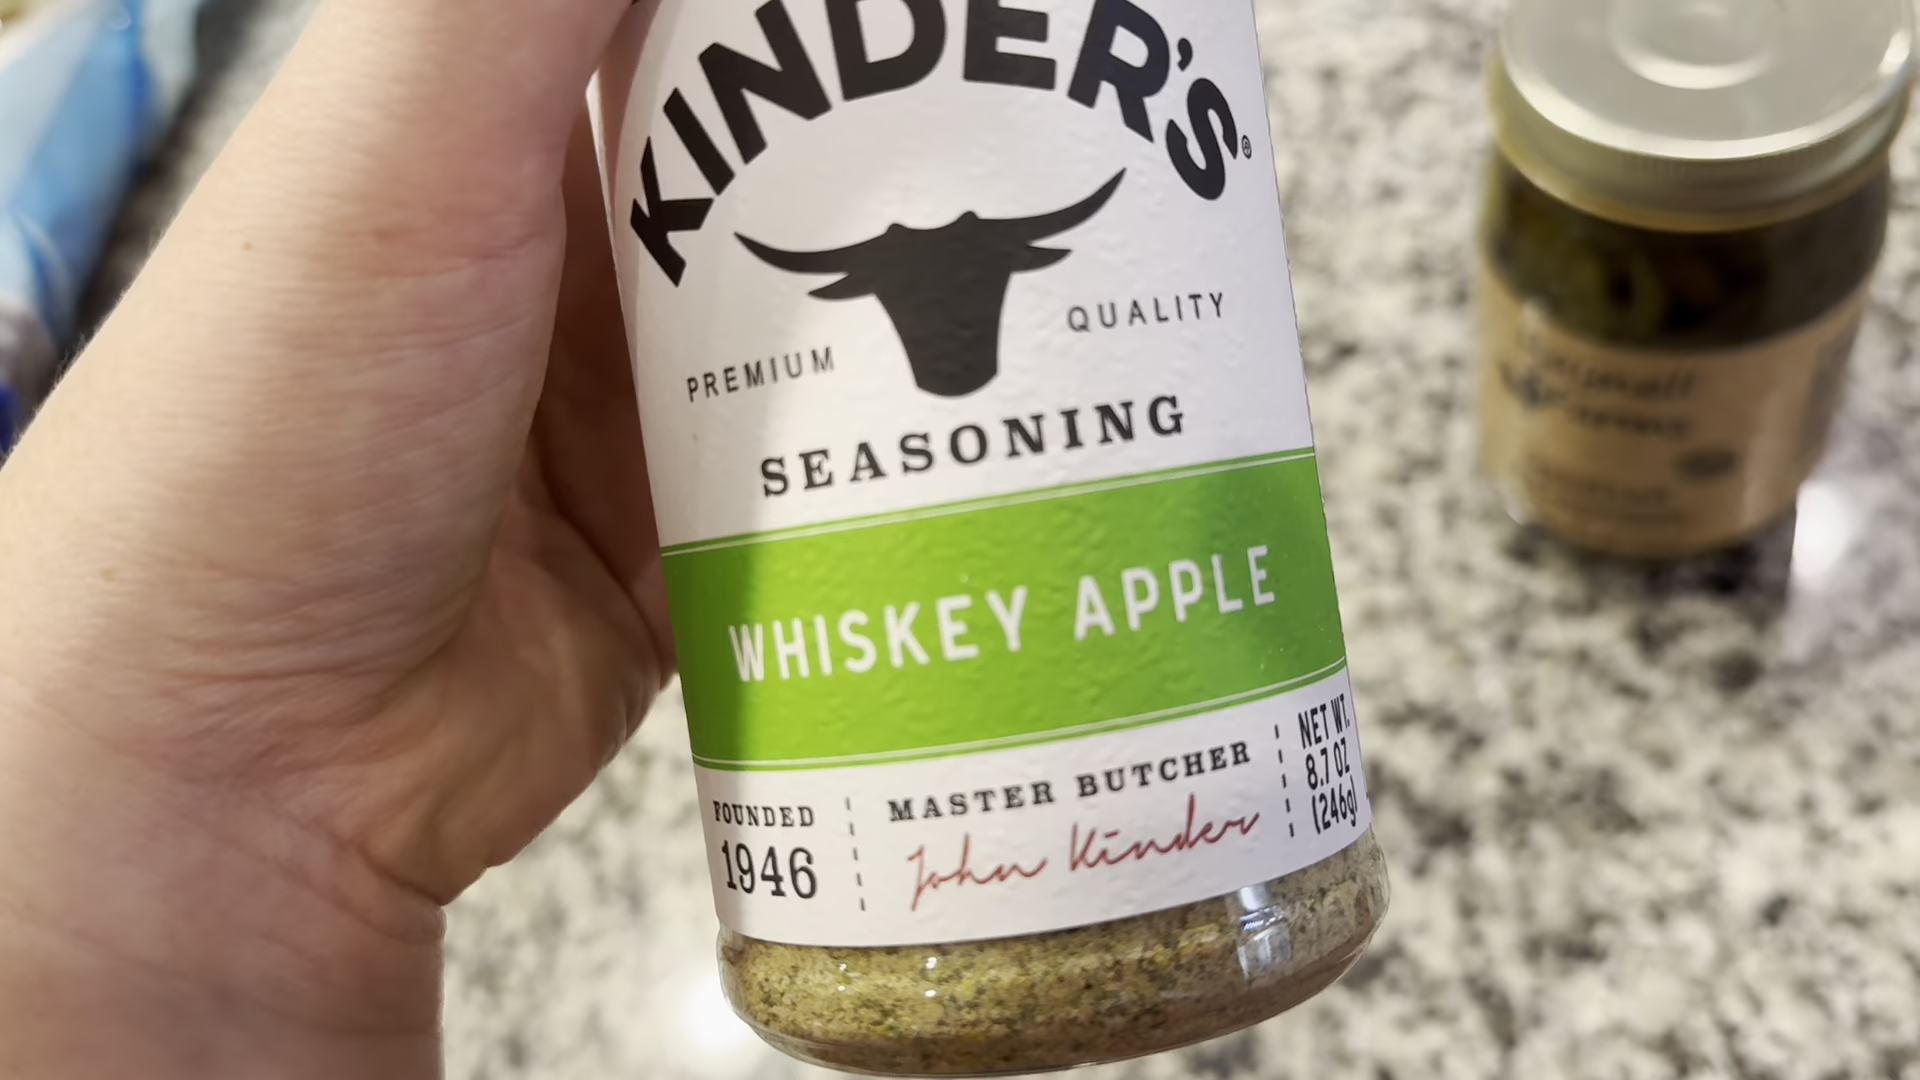 KINDER'S®
PREMIUM QUALITY
SEASONING
WHISKEY APPLE
FOUNDED
1946
MASTER BUTCHER
John Kinder
NET WT.
8.7 OZ
(246g)